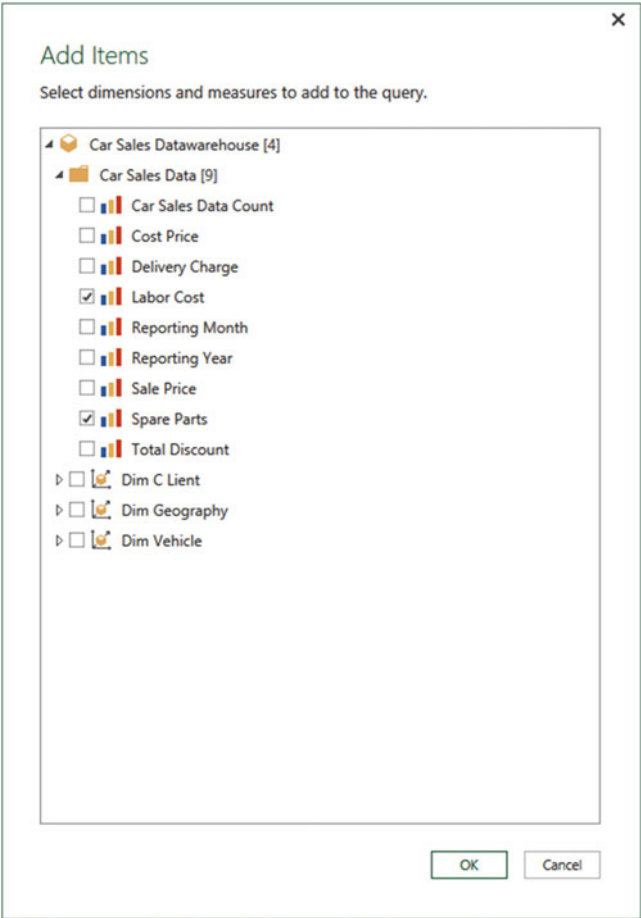 Add Items
Select dimensions and measures to add to the query.
Car Sales Datawarehouse [4]
Car Sales Data [9]
Car Sales Data Count
Cost Price
Delivery Charge
Labor Cost
Reporting Month
Reporting Year
Sale Price
Spare Parts
Total Discount
Dim C Lient
Dim Geography
Dim Vehicle
OK Cancel